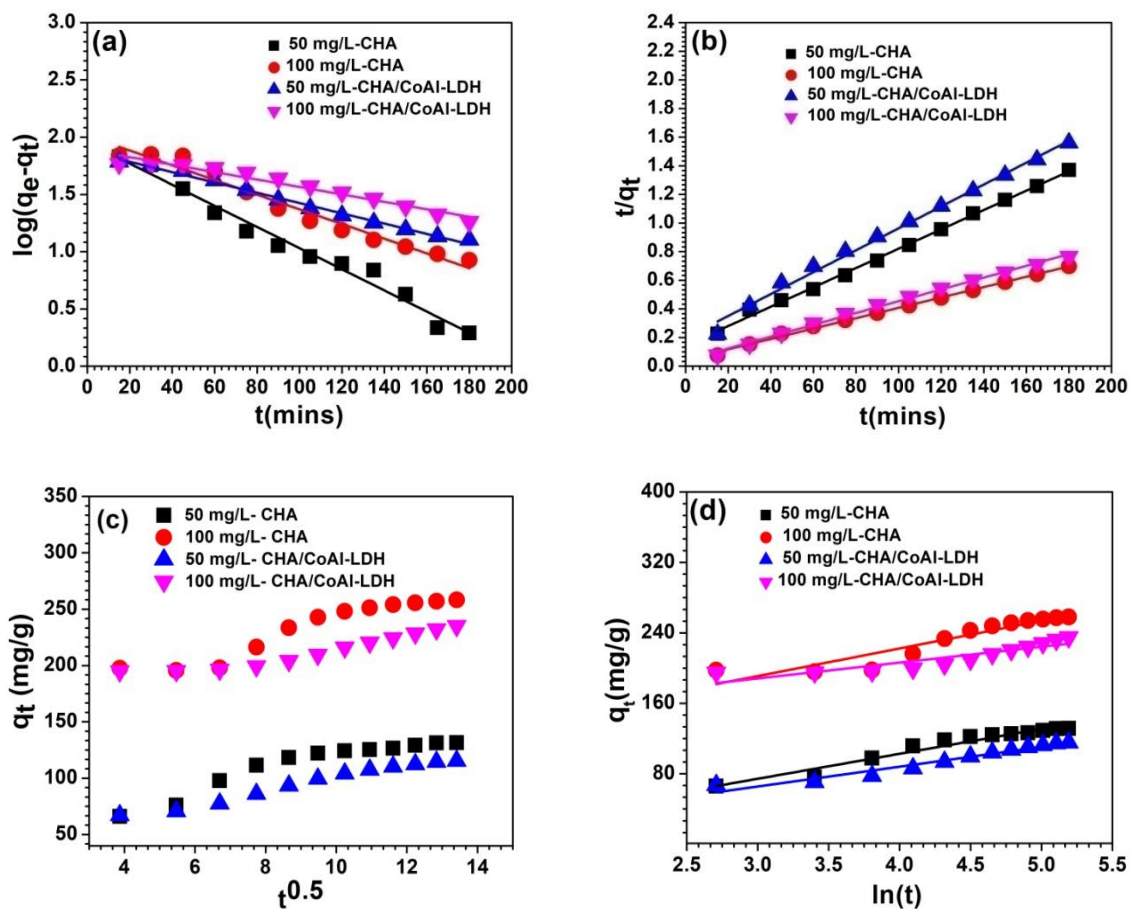 (a)
50 mg/L-CHA
100 mg/L-CHA
50 mg/L-CHA/CoAl-LDH
100 mg/L-CHA/CoAl-LDH
3.0
2.5
2.0
1.5
1.0
0.5
0.0
log(qe-qt)
0 20 40 60 80 100 120 140 160 180 200
t(mins)
(b)
50 mg/L-CHA
100 mg/L-CHA
50 mg/L-CHA/CoAl-LDH
100 mg/L-CHA/CoAl-LDH
2.4
2.2
2.0
1.8
1.6
1.4
1.2
1.0
0.8
0.6
0.4
0.2
0.0
t/qt
0 20 40 60 80 100 120 140 160 180 200
t(mins)
(c)
50 mg/L- CHA
100 mg/L- CHA
50 mg/L- CHA/CoAl-LDH
100 mg/L- CHA/CoAl-LDH
350
300
250
200
150
100
50
qt (mg/g)
4 6 8 10 12 14
t0.5
(d)
50 mg/L-CHA
100 mg/L-CHA
50 mg/L-CHA/CoAl-LDH
100 mg/L-CHA/CoAl-LDH
400
320
240
160
80
qt(mg/g)
2.5 3.0 3.5 4.0 4.5 5.0 5.5
ln(t)